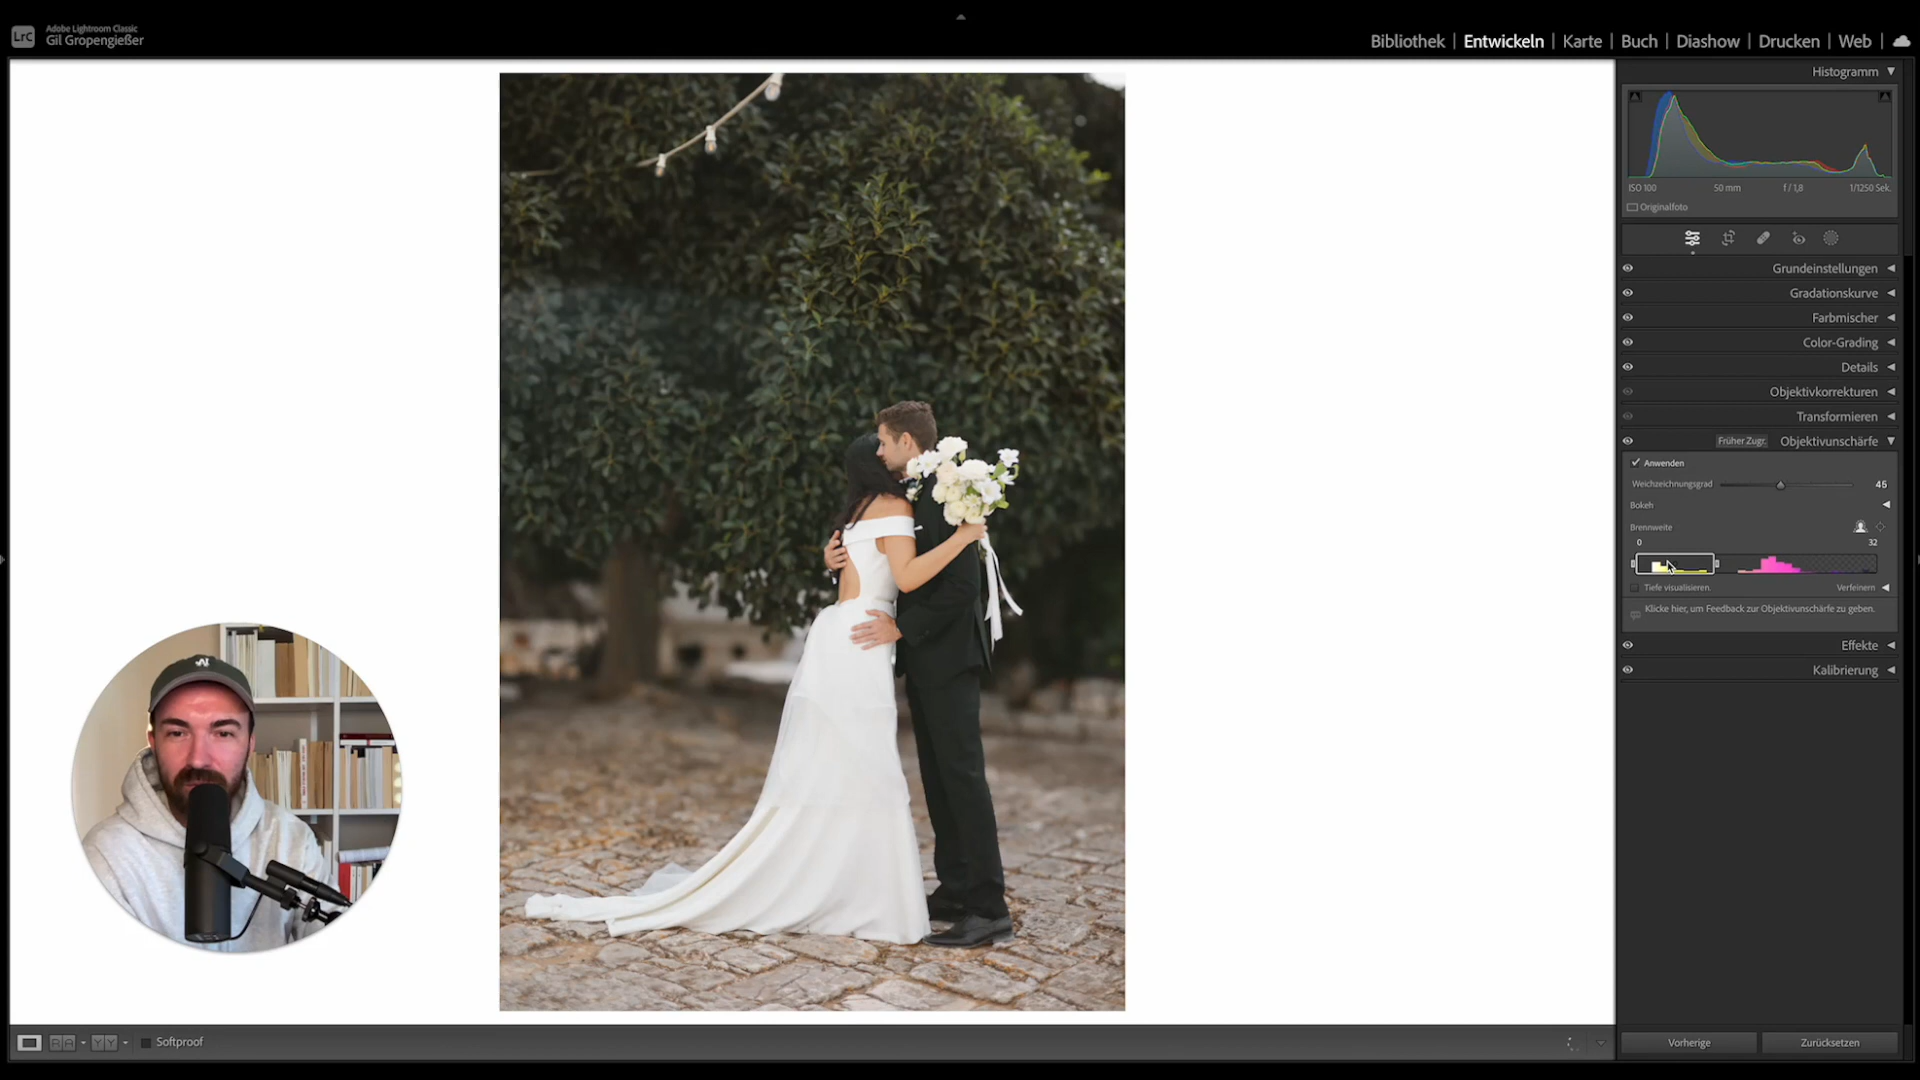 LrC
Adobe Lightroom Classic
Gil Gropengießer
Bibliothek | Entwickeln | Karte | Buch | Diashow | Drucken | Web |
Histogramm
ISO 100 50 mm f / 1,8 1/1250 Sek.
Originalfoto
Grundeinstellungen
Gradationskurve
Farbmischer
Color-Grading
Details
Objektivkorrekturen
Transformieren
Früher Zugr. Objektivunschärfe
Anwenden
Weichzeichnungsgrad 45
Bokeh
Brennweite
0 32
Tiefe visualisieren. Verfeinern
Klicke hier, um Feedback zur Objektivunschärfe zu geben.
Effekte
Kalibrierung
Softproof
Vorherige Zurücksetzen